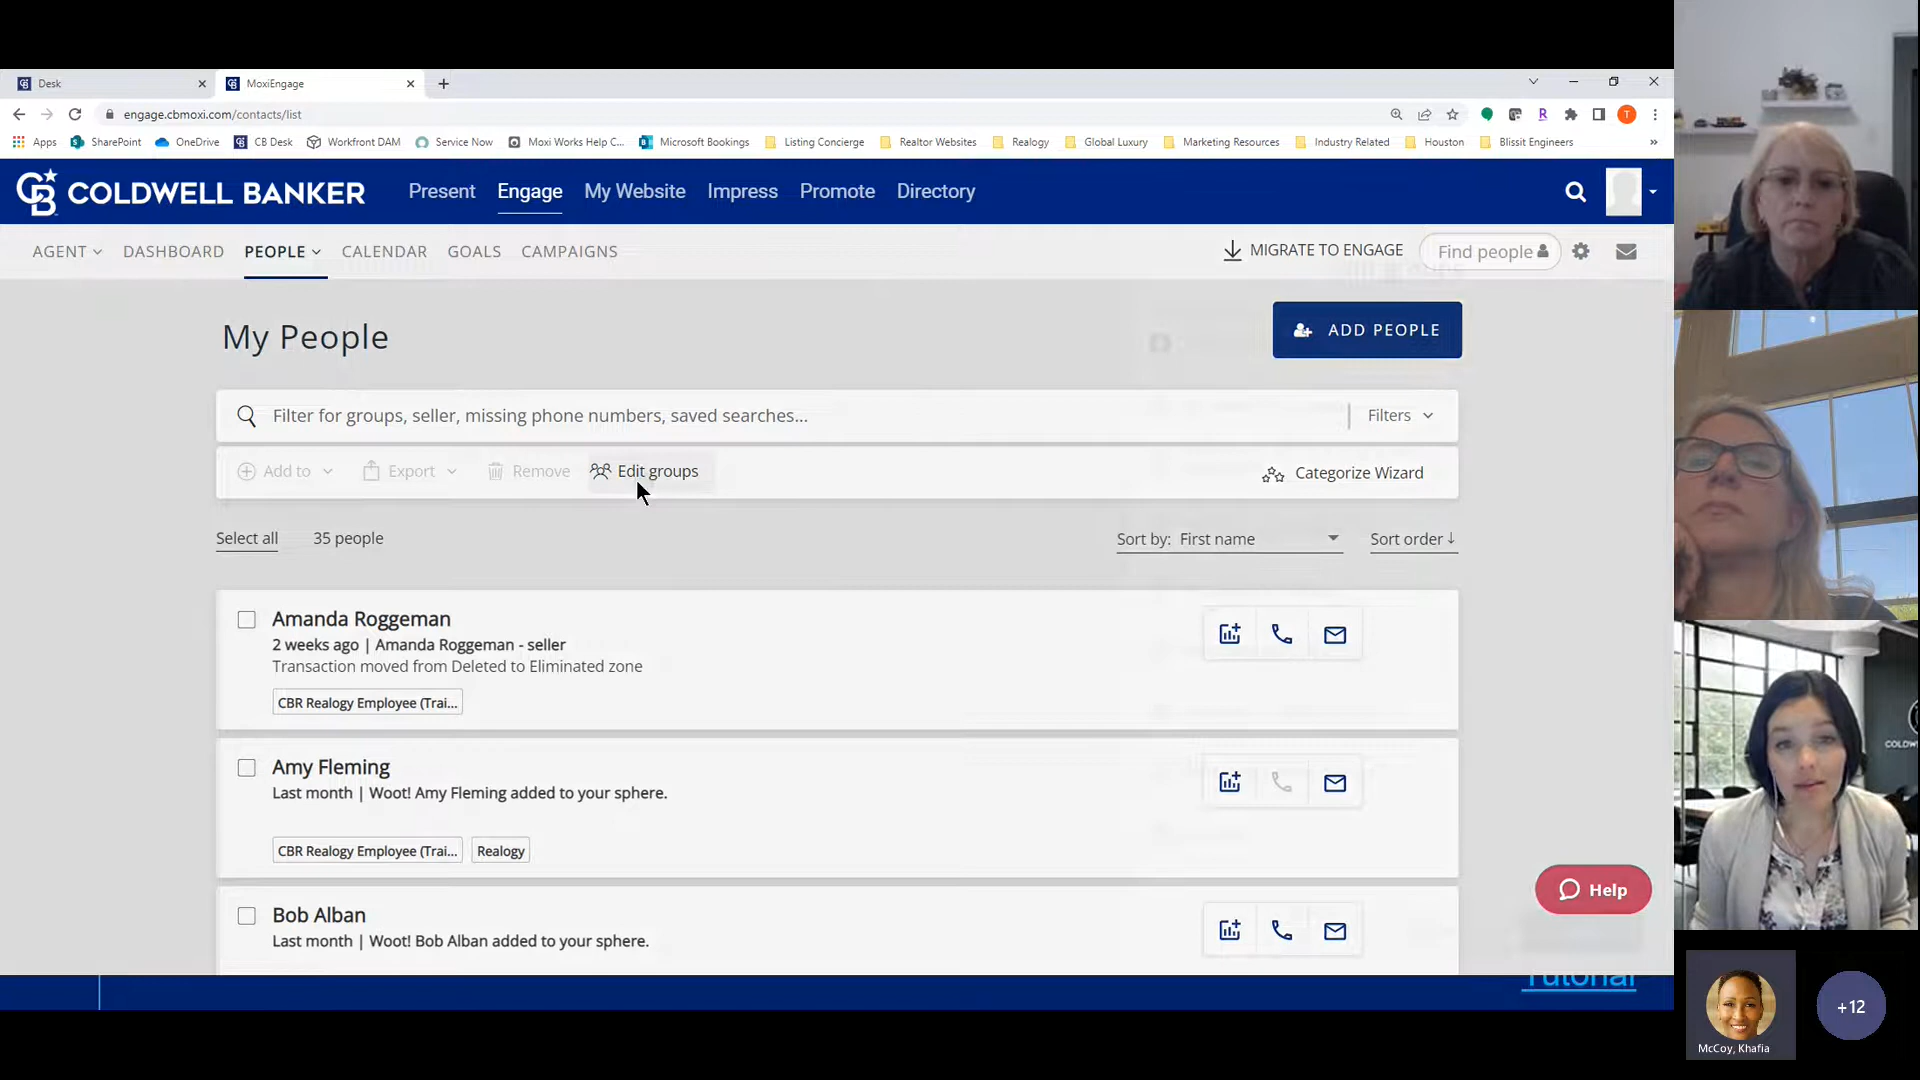 Desk
MoxiEngage
engage.cbmoxi.com/contacts/list
T
Apps
SharePoint
OneDrive
CB Desk
Workfront DAM
Service Now
Moxi Works Help C...
Microsoft Bookings
Listing Concierge
Realtor Websites
Realogy
Global Luxury
Marketing Resources
Industry Related
Houston
Blissit Engineers
»
COLDWELL BANKER
Present
Engage
My Website
Impress
Promote
Directory
AGENT
DASHBOARD
PEOPLE
CALENDAR
GOALS
CAMPAIGNS
MIGRATE TO ENGAGE
Find people
My People
ADD PEOPLE
Filter for groups, seller, missing phone numbers, saved searches...
Filters
Add to
Export
Remove
Edit groups
Categorize Wizard
Select all
35 people
Sort by: First name
Sort order
Amanda Roggeman
2 weeks ago | Amanda Roggeman - seller
Transaction moved from Deleted to Eliminated zone
CBR Realogy Employee (Trai...
Amy Fleming
Last month | Woot! Amy Fleming added to your sphere.
CBR Realogy Employee (Trai...
Realogy
Bob Alban
Last month | Woot! Bob Alban added to your sphere.
Help
Tutorial
McCoy, Khafia
+12